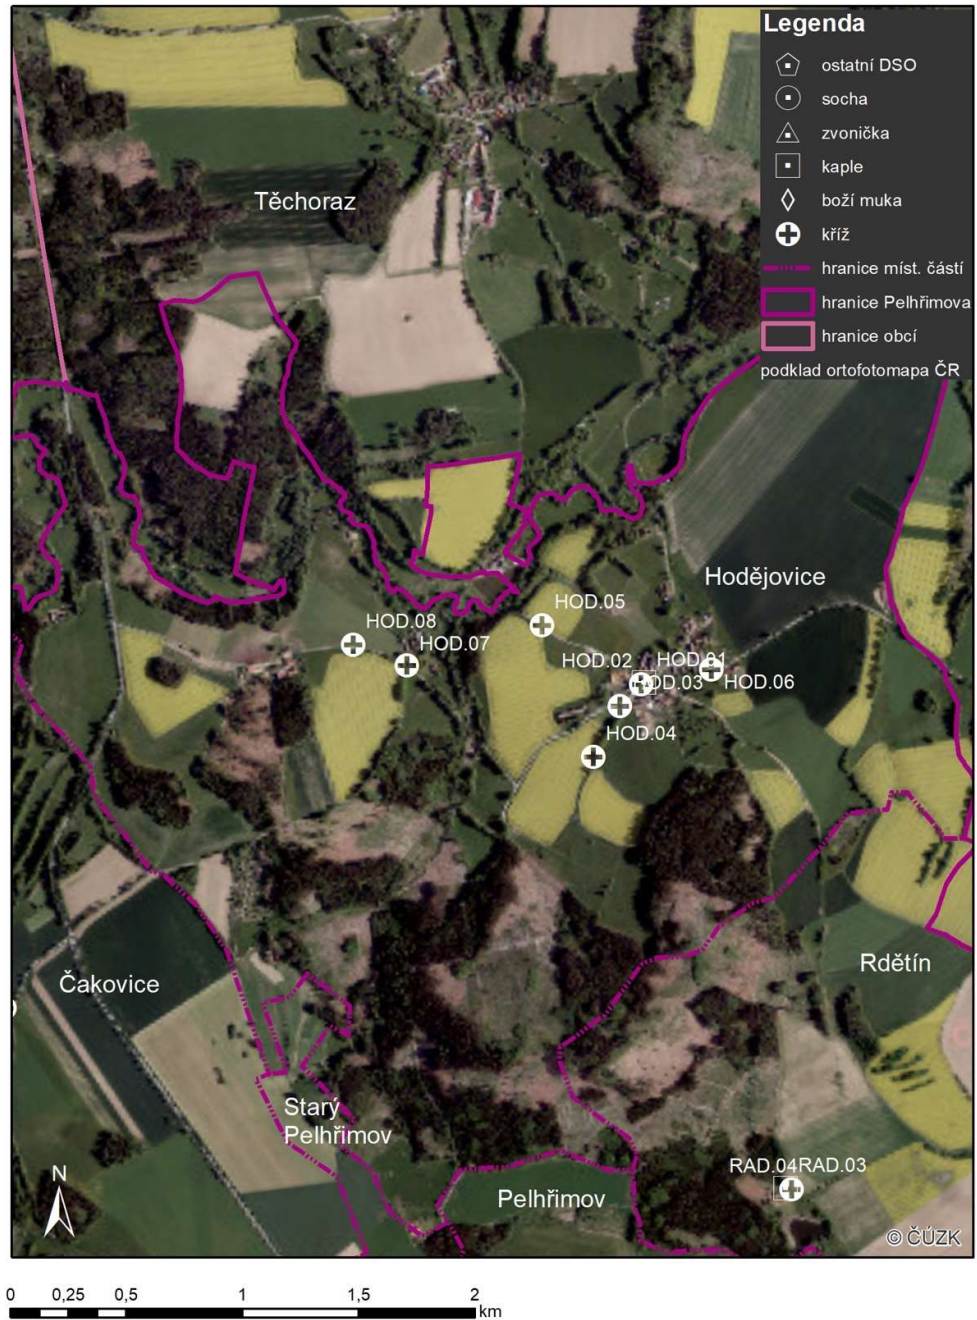 Legenda
ostatní DSO
socha
zvonička
kaple
boží muka
kříž
hranice míst. částí
hranice Pelhřimova
hranice obcí
podklad ortofotomapa ČR
Těchoraz
Hodějovice
HOD.05
HOD.08
HOD.07
HOD.02
HOD.01
HOD.03
HOD.06
HOD.04
Rdětín
Čakovice
Starý
Pelhřimov
RAD.04RAD.03
N
Pelhřimov
© ČÚZK
0 0,25 0,5 1 1,5 2
km